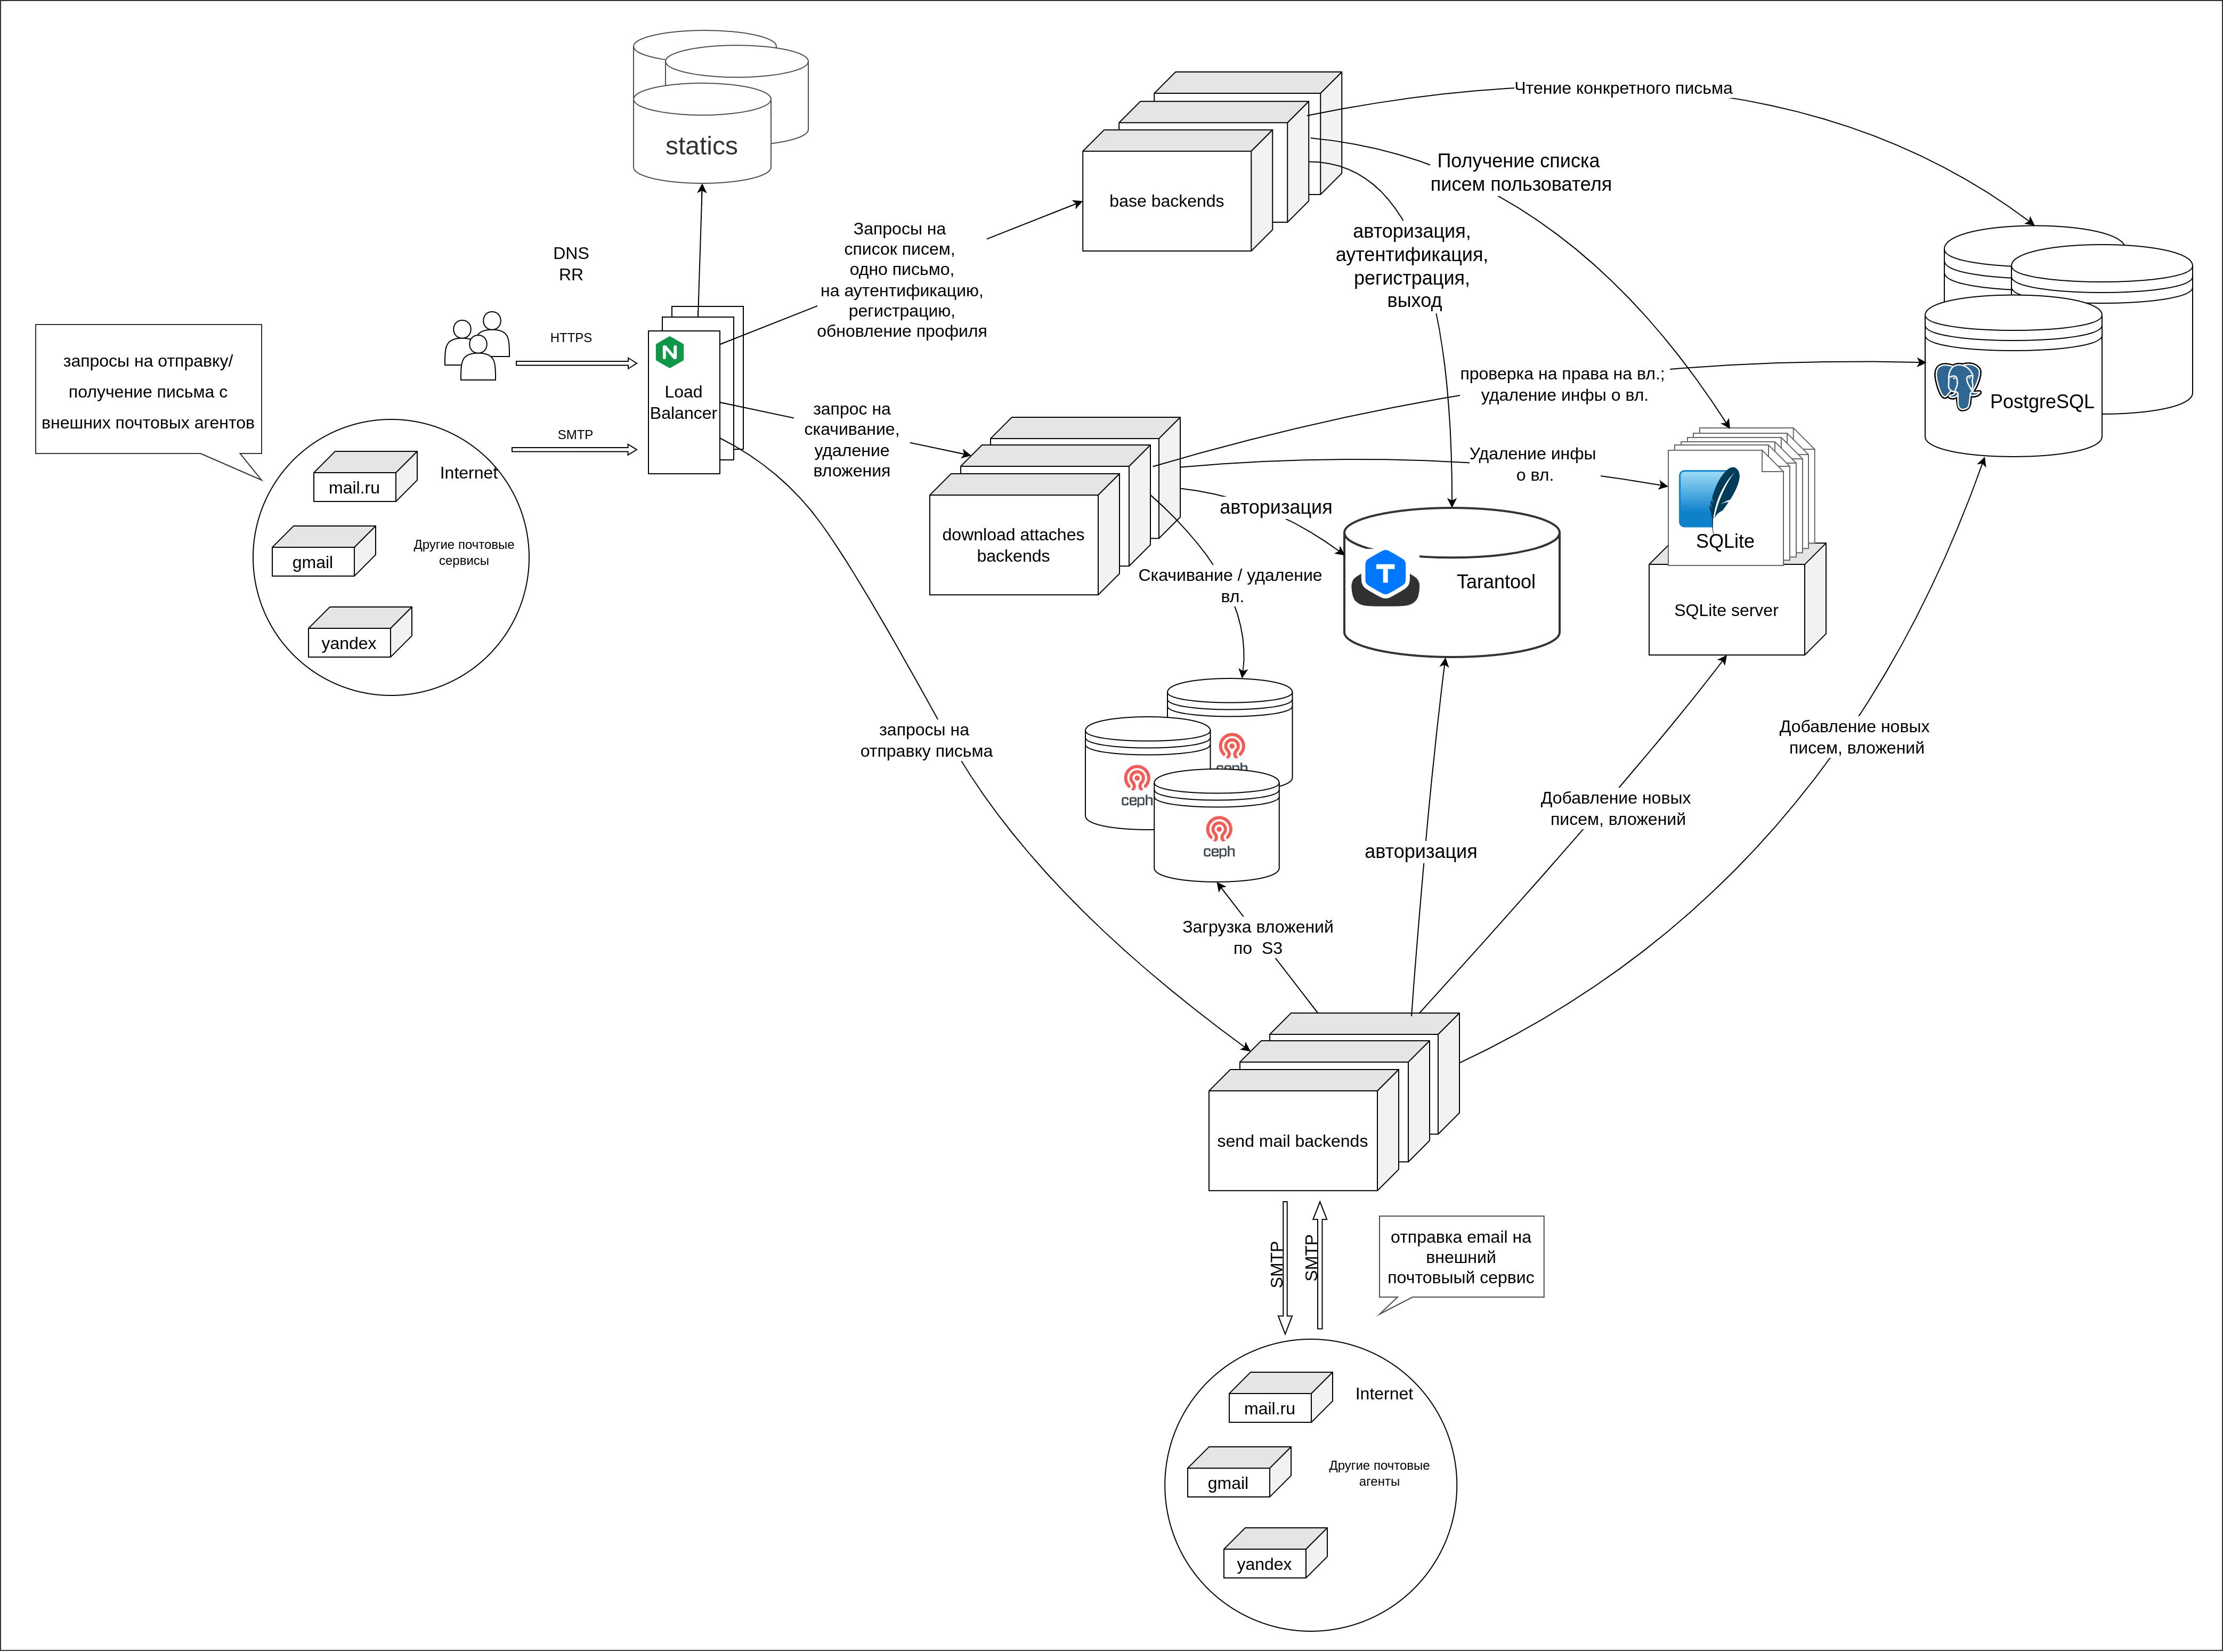 statics
DNS
RR
HTTPS
SMTP
запросы на отправку/
получение письма с
внешних почтовых агентов
Internet
mail.ru
gmail
yandex
Другие почтовые
сервисы
Load
Balancer
Запросы на
список писем,
одно письмо,
на аутентификацию,
регистрацию,
обновление профиля
запрос на
скачивание,
удаление
вложения
запросы на
отправку письма
base backends
Чтение конкретного письма
Получение списка
писем пользователя
авторизация,
аутентификация,
регистрация,
выход
download attaches
backends
проверка на права на вл.;
удаление инфы о вл.
Удаление инфы
о вл.
авторизация
Скачивание / удаление
вл.
Tarantool
SQLite
SQLite server
PostgreSQL
ceph
ceph
ceph
Загрузка вложений
по S3
авторизация
Добавление новых
писем, вложений
Добавление новых
писем, вложений
send mail backends
SMTP
SMTP
отправка email на
внешний
почтовыый сервис
Internet
mail.ru
gmail
yandex
Другие почтовые
агенты